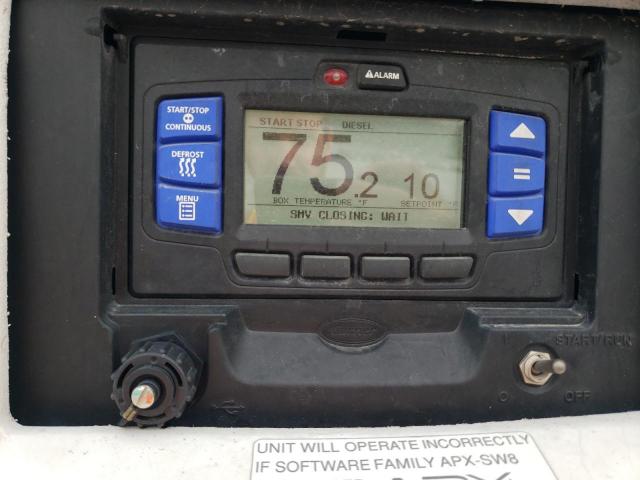 ALARM
START/STOP
CONTINUOUS
DEFROST
MENU
START STOP DIESEL
75.2 10
BOX TEMPERATURE °F SETPOINT °F
SMV CLOSING: WAIT
I START/RUN
O OFF
UNIT WILL OPERATE INCORRECTLY
IF SOFTWARE FAMILY APX-SW8